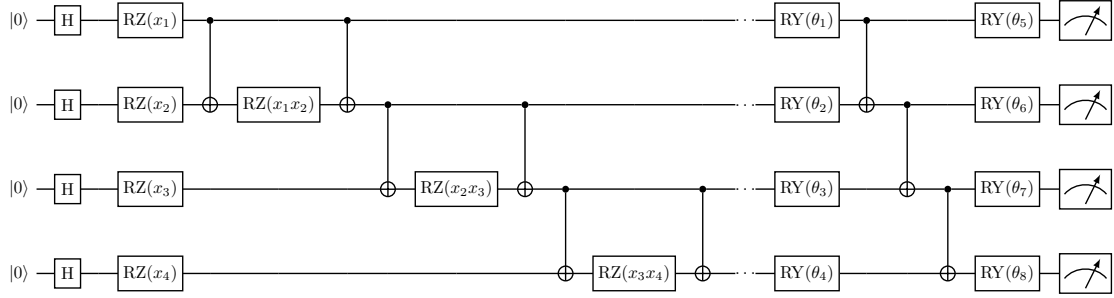 |0⟩ H RZ(x₁) ··· RY(θ₁) RY(θ₅)
|0⟩ H RZ(x₂) RZ(x₁x₂) ··· RY(θ₂) RY(θ₆)
|0⟩ H RZ(x₃) RZ(x₂x₃) ··· RY(θ₃) RY(θ₇)
|0⟩ H RZ(x₄) RZ(x₃x₄) ··· RY(θ₄) RY(θ₈)